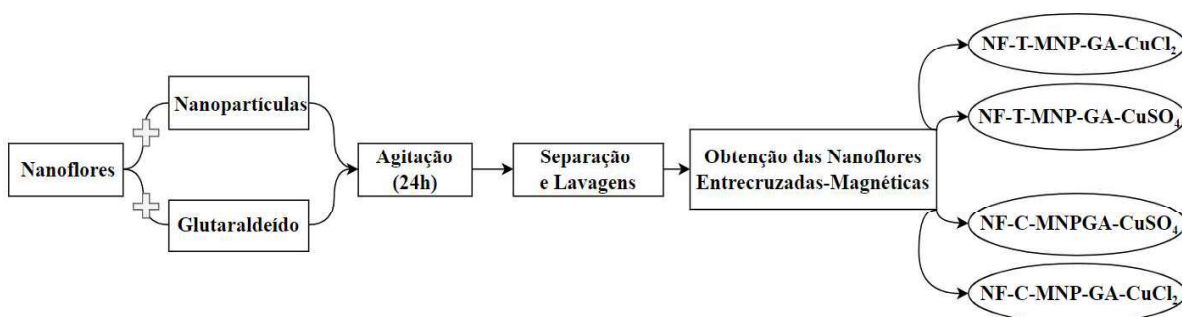 Nanoflores
Nanopartículas
Glutaraldeído
Agitação
(24h)
Separação
e Lavagens
Obtenção das Nanoflores
Entrecruzadas-Magnéticas
NF-T-MNP-GA-CuCl₂
NF-T-MNP-GA-CuSO₄
NF-C-MNPGA-CuSO₄
NF-C-MNP-GA-CuCl₂